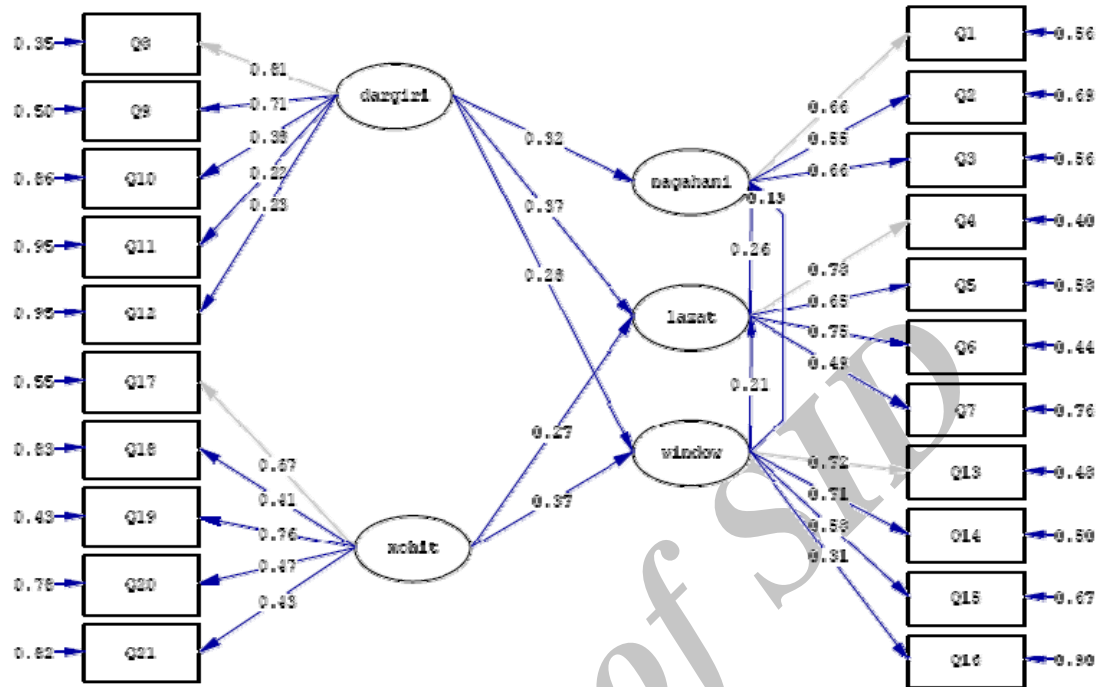 0.35 Q8 0.81
0.50 Q9 0.71
Q10
0.95 Q11
0.95 Q12 0.23
0.55 Q17 0.67
0.83 Q18 0.41
0.43 Q19 0.76
0.78 Q20 0.47
0.82 Q21 0.43
dargiri
mohit
0.32
0.37
0.28
0.27
0.37
nagahani
lazat
window
0.13
0.26
0.21
0.66 Q1 0.56
0.55 Q2 0.69
0.66 Q3 0.56
0.78 Q4 0.40
0.65 Q5 0.58
0.75 Q6 0.44
0.49 Q7 0.76
0.72 Q13 0.48
0.71 Q14 0.50
0.58 Q15 0.67
0.31 Q16 0.90
of SID